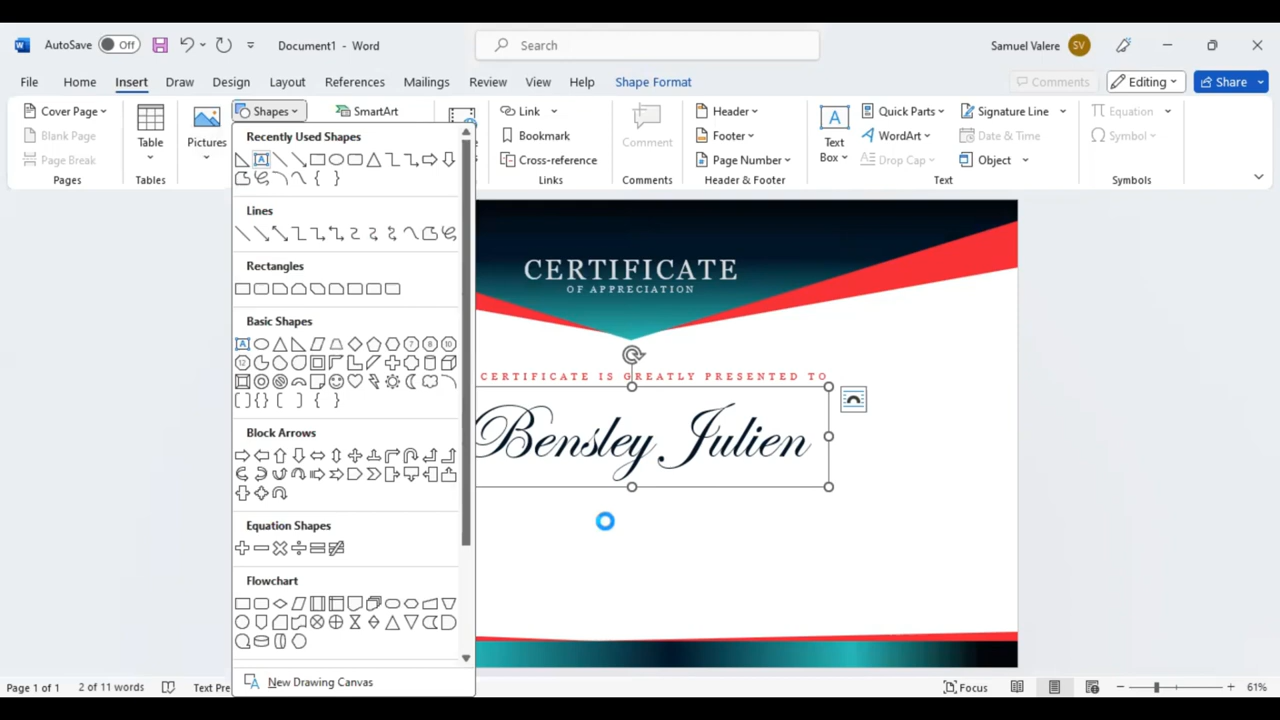 AutoSave Off Document1 - Word Search Samuel Valere SV
File Home Insert Draw Design Layout References Mailings Review View Help Shape Format Comments Editing Share
Cover Page
Blank Page
Page Break
Pages
Table
Tables
Pictures
Shapes
SmartArt
Link
Bookmark
Cross-reference
Links
Comment
Comments
Header
Footer
Page Number
Header & Footer
Text
Box
Quick Parts
WordArt
Drop Cap
Signature Line
Date & Time
Object
Text
Equation
Symbol
Symbols
Recently Used Shapes
Lines
Rectangles
Basic Shapes
Block Arrows
Equation Shapes
Flowchart
New Drawing Canvas
CERTIFICATE
OF APPRECIATION
CERTIFICATE IS GREATLY PRESENTED TO
Bensley Julien
Page 1 of 1 2 of 11 words Text Pre Focus 61%